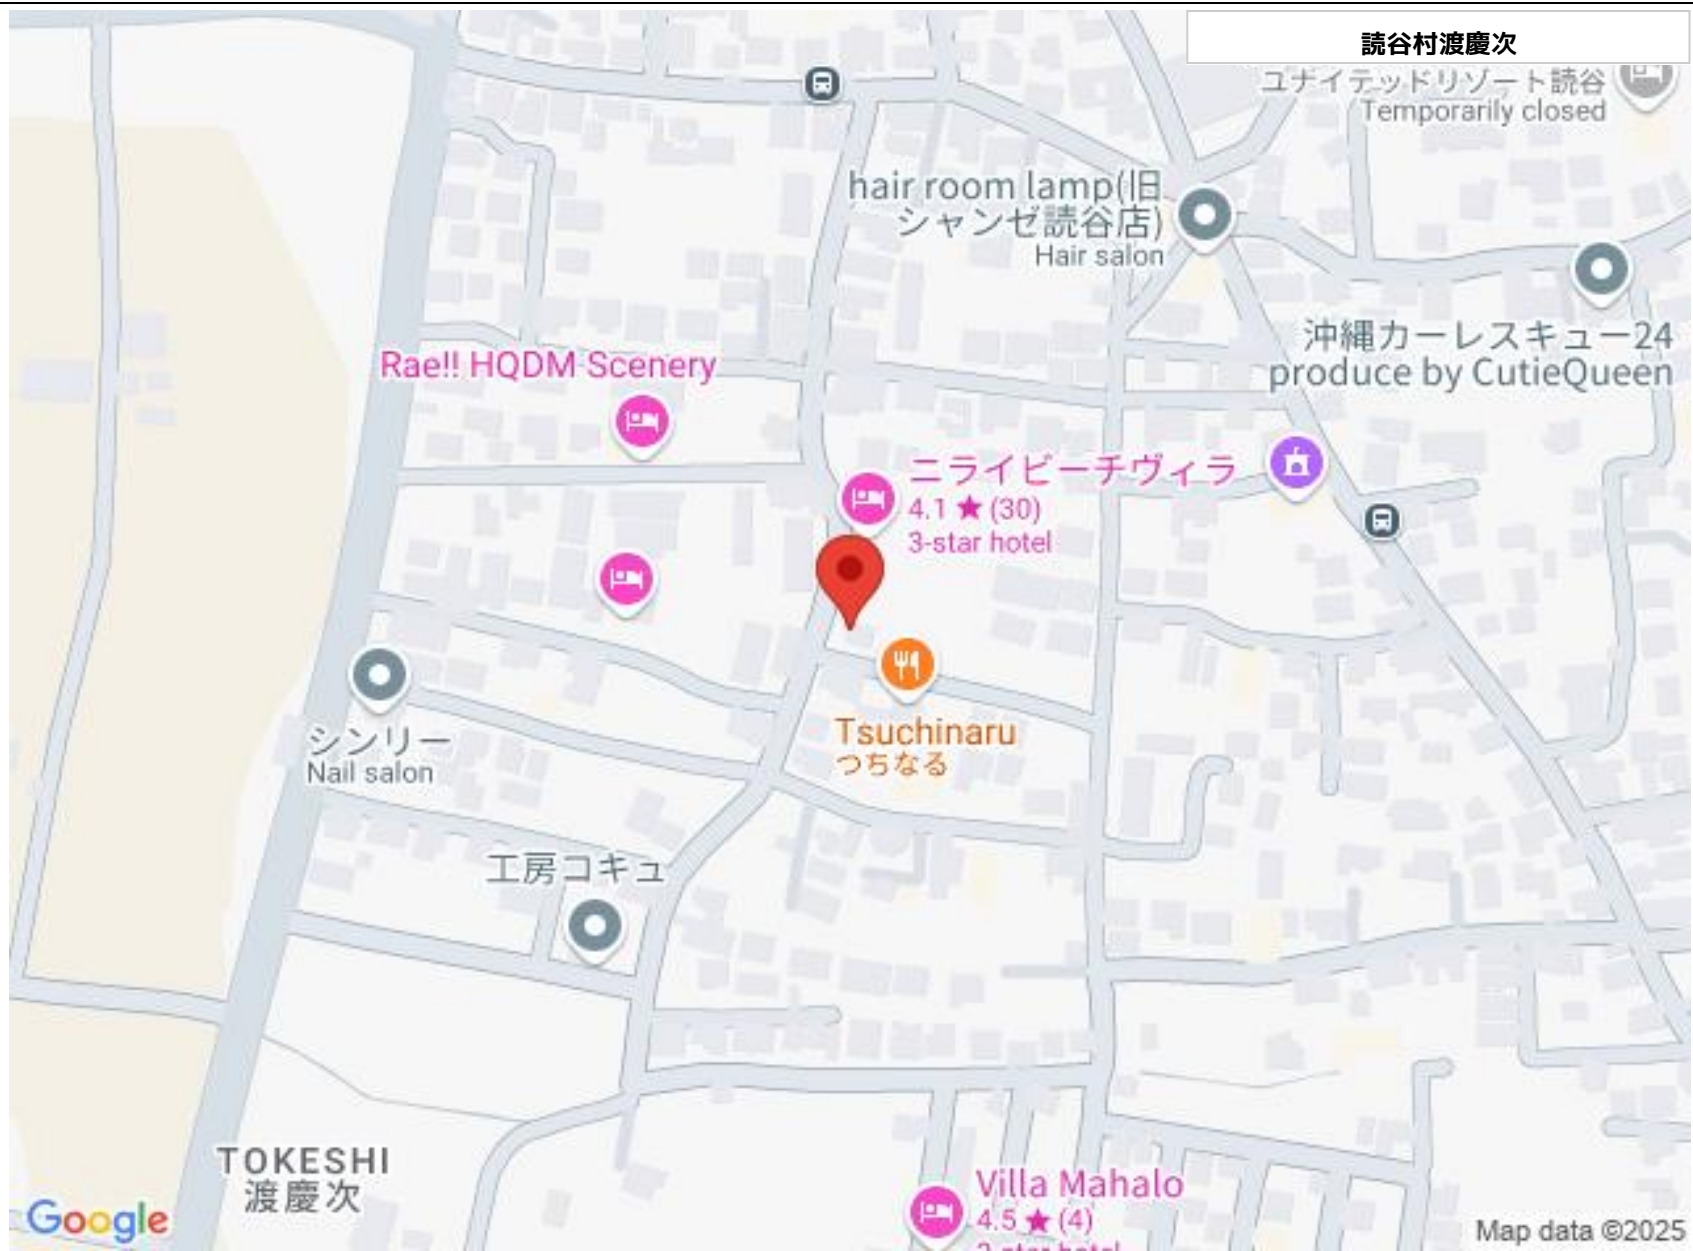 読谷村渡慶次
ユナイテッドリゾート読谷
Temporarily closed
hair room lamp(旧
シャンゼ読谷店)
Hair salon
沖縄カーレスキュー24
produce by CutieQueen
Rae!! HQDM Scenery
ニライビーチヴィラ
4.1 ★ (30)
3-star hotel
シンリー
Nail salon
Tsuchinaru
つちなる
工房コキュ
TOKESHI
渡慶次
Villa Mahalo
4.5 ★ (4)
3-star hotel
Google
Map data ©2025